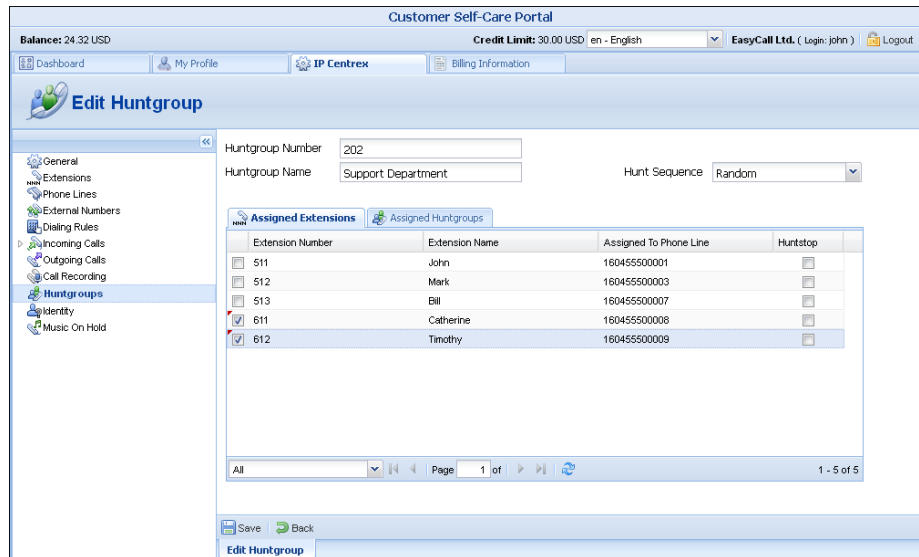 Customer Self-Care Portal
Balance: 24.32 USD Credit Limit: 30.00 USD en - English EasyCall Ltd. ( Login: john ) Logout
Dashboard My Profile IP Centrex Billing Information
Edit Huntgroup
General
Extensions
Phone Lines
External Numbers
Dialing Rules
Incoming Calls
Outgoing Calls
Call Recording
Huntgroups
Identity
Music On Hold
Huntgroup Number 202
Huntgroup Name Support Department Hunt Sequence Random
Assigned Extensions Assigned Huntgroups
Extension Number Extension Name Assigned To Phone Line Huntstop
511 John 160455500001
512 Mark 160455500003
513 Bill 160455500007
611 Catherine 160455500008
612 Timothy 160455500009
All Page 1 of 1 - 5 of 5
Save Back
Edit Huntgroup